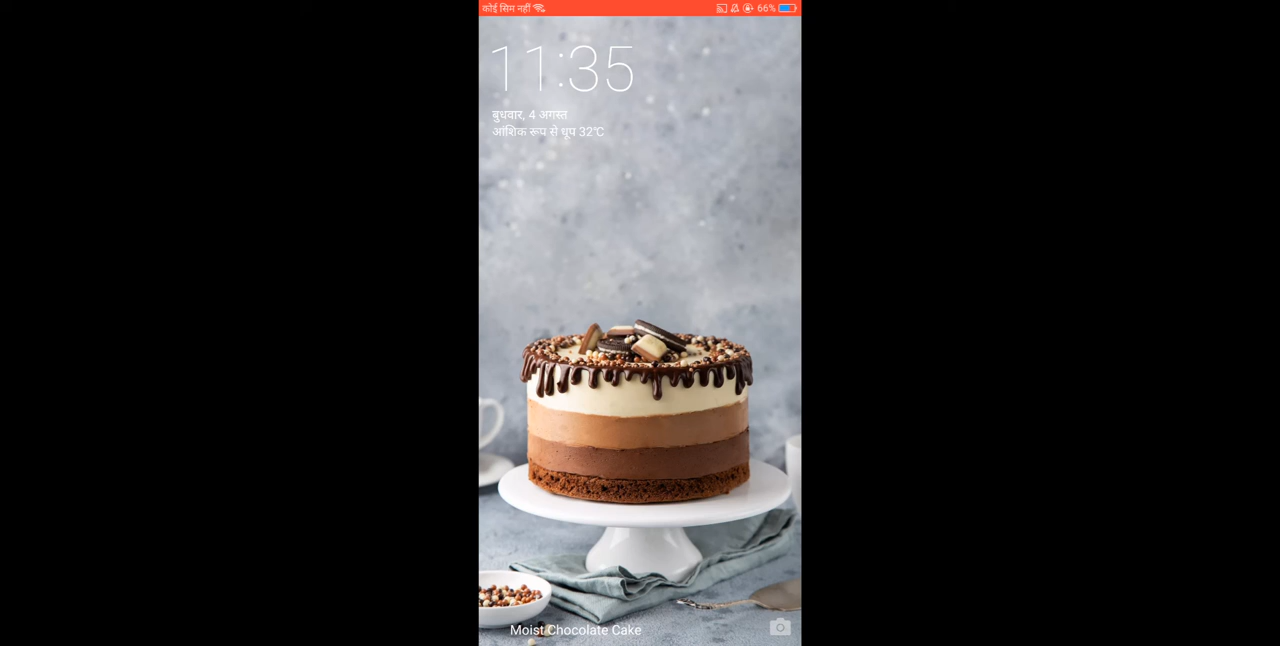 कोई सिम नहीं 66%
11:35
बुधवार, 4 अगस्त
आंशिक रूप से धूप 32°C
Moist Chocolate Cake